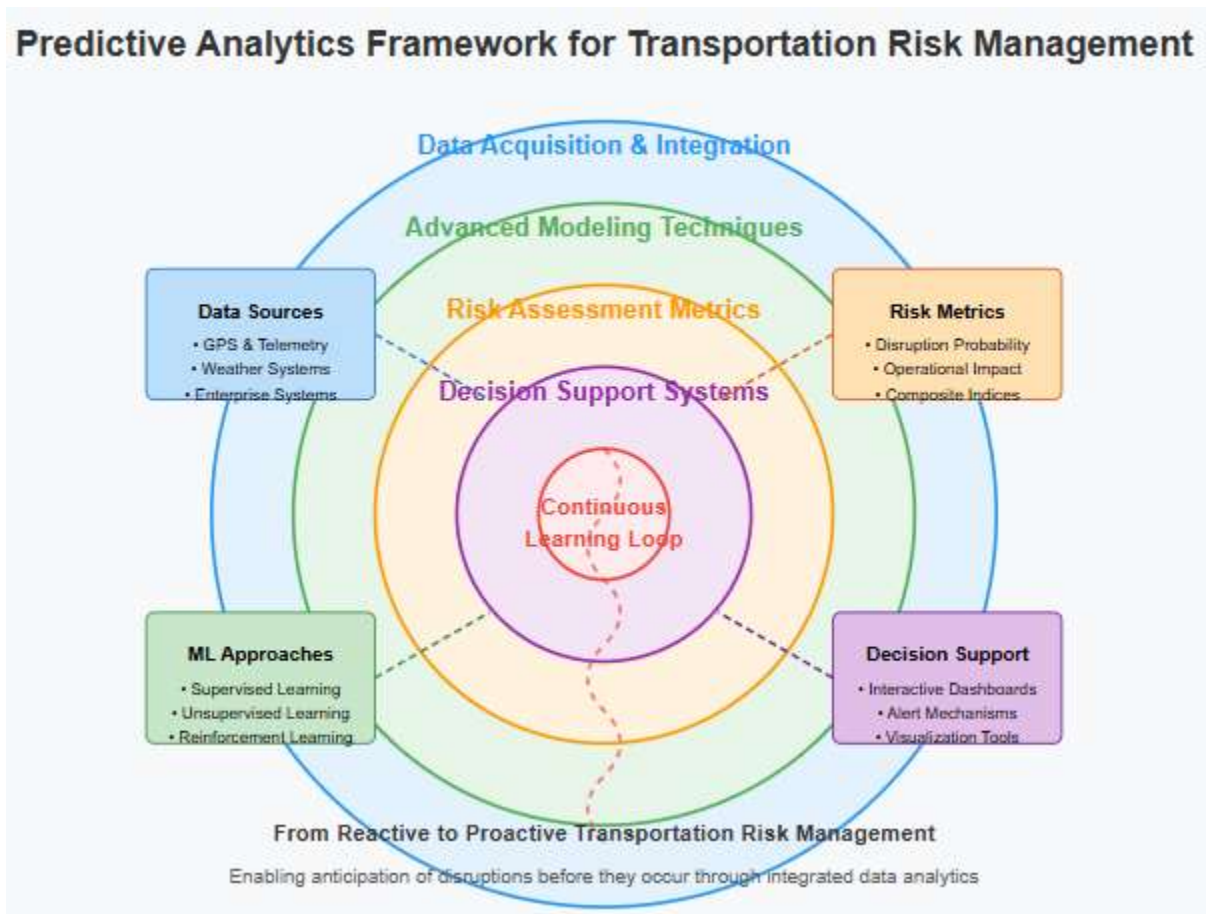 Predictive Analytics Framework for Transportation Risk Management
Data Acquisition & Integration
Advanced Modeling Techniques
Risk Assessment Metrics
Decision Support Systems
Continuous
Learning Loop
Data Sources
• GPS & Telemetry
• Weather Systems
• Enterprise Systems
Risk Metrics
• Disruption Probability
• Operational Impact
• Composite Indices
ML Approaches
• Supervised Learning
• Unsupervised Learning
• Reinforcement Learning
Decision Support
• Interactive Dashboards
• Alert Mechanisms
• Visualization Tools
From Reactive to Proactive Transportation Risk Management
Enabling anticipation of disruptions before they occur through integrated data analytics